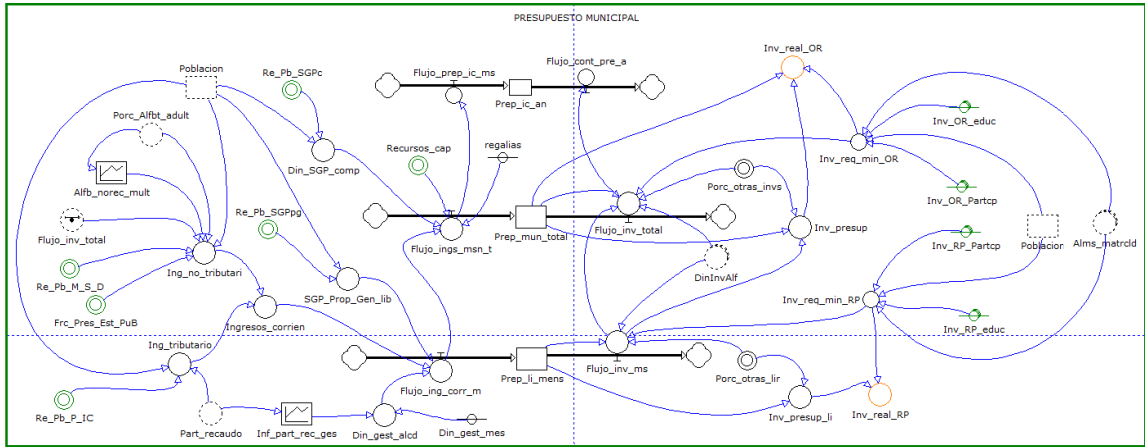 PRESUPUESTO MUNICIPAL
Inv_real_OR
Flujo_cont_pre_a
Poblacion
Re_Pb_SGPc
Flujo_prep_ic_ms
Prep_ic_an
Porc_Alfbt_adult
Inv_OR_educ
Recursos_cap
regalias
Inv_req_min_OR
Din_SGP_comp
Alfb_norec_mult
Porc_otras_invs
Inv_OR_Partcp
Re_Pb_SGPpg
Flujo_inv_total
Flujo_ings_msn_t
Prep_mun_total
Flujo_inv_total
Inv_presup
Inv_RP_Partcp
Poblacion
Alms_matrcld
Ing_no_tributari
DinInvAlf
Re_Pb_M_S_D
SGP_Prop_Gen_lib
Inv_req_min_RP
Frc_Pres_Est_PuB
Ingresos_corrien
Inv_RP_educ
Ing_tributario
Flujo_ing_corr_m
Prep_li_mens
Flujo_inv_ms
Porc_otras_lir
Re_Pb_P_IC
Inv_presup_li
Inv_real_RP
Part_recaudo
Inf_part_rec_ges
Din_gest_alcd
Din_gest_mes